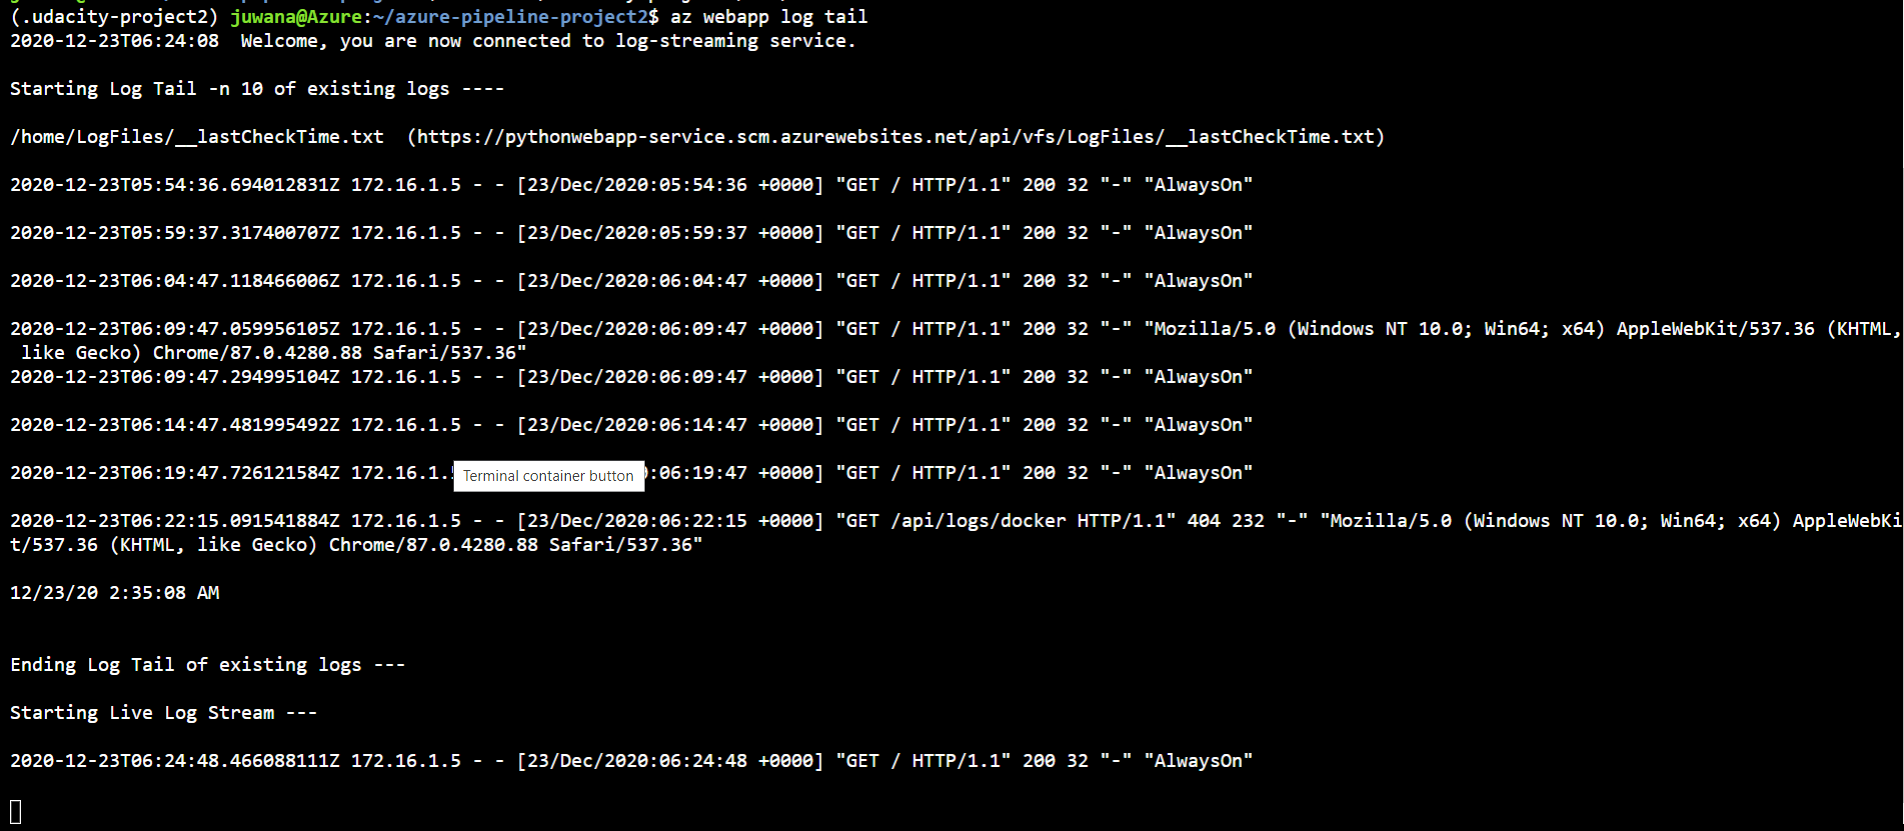 (.udacity-project2) juwana@Azure:~/azure-pipeline-project2$ az webapp log tail
2020-12-23T06:24:08  Welcome, you are now connected to log-streaming service.
Starting Log Tail -n 10 of existing logs ----
/home/LogFiles/__lastCheckTime.txt  (https://pythonwebapp-service.scm.azurewebsites.net/api/vfs/LogFiles/__lastCheckTime.txt)
2020-12-23T05:54:36.694012831Z 172.16.1.5 - - [23/Dec/2020:05:54:36 +0000] "GET / HTTP/1.1" 200 32 "-" "AlwaysOn"
2020-12-23T05:59:37.317400707Z 172.16.1.5 - - [23/Dec/2020:05:59:37 +0000] "GET / HTTP/1.1" 200 32 "-" "AlwaysOn"
2020-12-23T06:04:47.118466006Z 172.16.1.5 - - [23/Dec/2020:06:04:47 +0000] "GET / HTTP/1.1" 200 32 "-" "AlwaysOn"
2020-12-23T06:09:47.059956105Z 172.16.1.5 - - [23/Dec/2020:06:09:47 +0000] "GET / HTTP/1.1" 200 32 "-" "Mozilla/5.0 (Windows NT 10.0; Win64; x64) AppleWebKit/537.36 (KHTML,
 like Gecko) Chrome/87.0.4280.88 Safari/537.36"
2020-12-23T06:09:47.294995104Z 172.16.1.5 - - [23/Dec/2020:06:09:47 +0000] "GET / HTTP/1.1" 200 32 "-" "AlwaysOn"
2020-12-23T06:14:47.481995492Z 172.16.1.5 - - [23/Dec/2020:06:14:47 +0000] "GET / HTTP/1.1" 200 32 "-" "AlwaysOn"
2020-12-23T06:19:47.726121584Z 172.16.1. Terminal container button :06:19:47 +0000] "GET / HTTP/1.1" 200 32 "-" "AlwaysOn"
2020-12-23T06:22:15.091541884Z 172.16.1.5 - - [23/Dec/2020:06:22:15 +0000] "GET /api/logs/docker HTTP/1.1" 404 232 "-" "Mozilla/5.0 (Windows NT 10.0; Win64; x64) AppleWebKi
t/537.36 (KHTML, like Gecko) Chrome/87.0.4280.88 Safari/537.36"
12/23/20 2:35:08 AM
Ending Log Tail of existing logs ---
Starting Live Log Stream ---
2020-12-23T06:24:48.466088111Z 172.16.1.5 - - [23/Dec/2020:06:24:48 +0000] "GET / HTTP/1.1" 200 32 "-" "AlwaysOn"